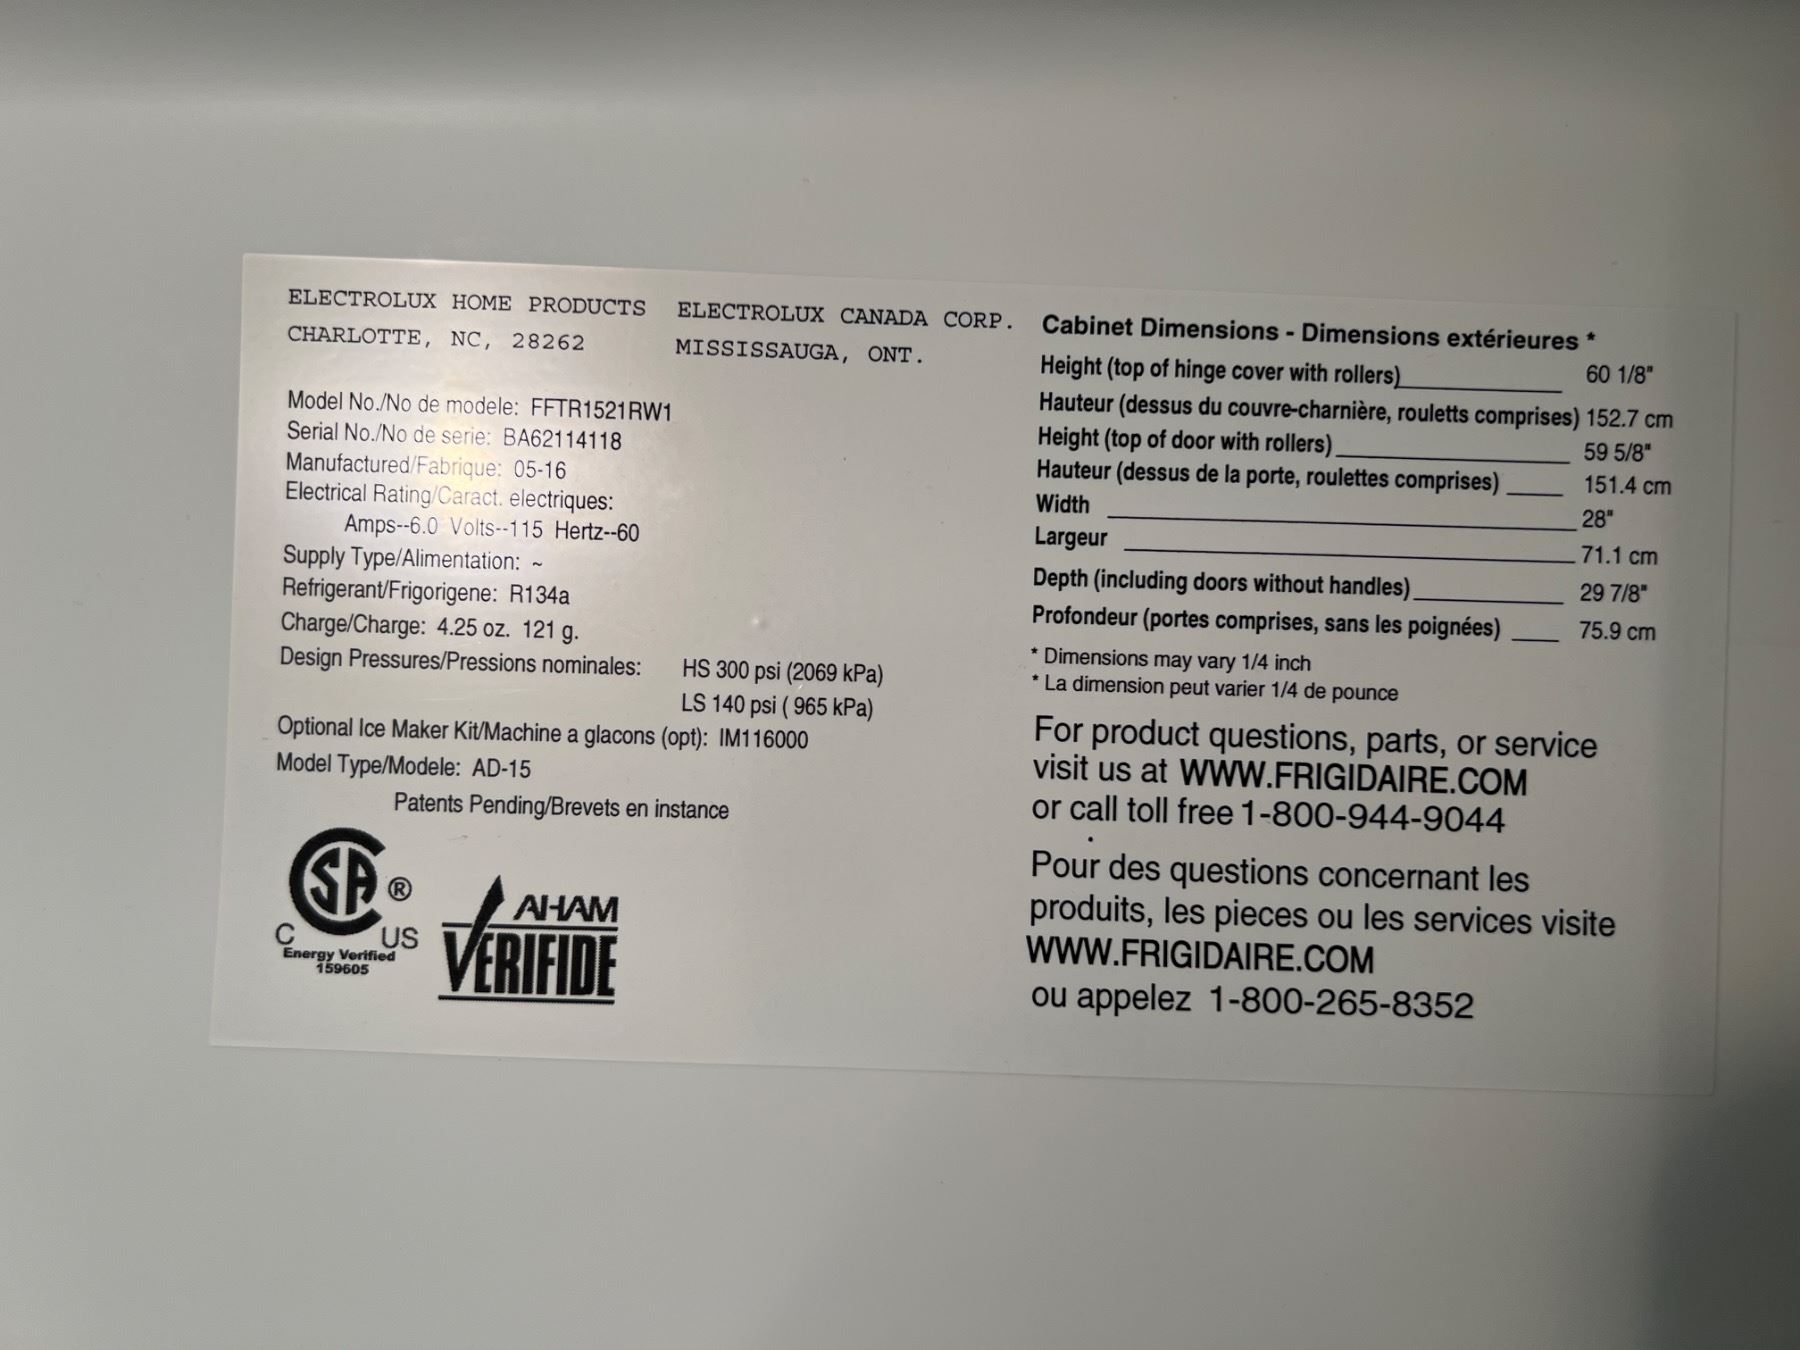 ELECTROLUX HOME PRODUCTS ELECTROLUX CANADA CORP.
CHARLOTTE, NC, 28262 MISSISSAUGA, ONT.
Model No./No de modele: FFTR1521RW1
Serial No./No de serie: BA62114118
Manufactured/Fabrique: 05-16
Electrical Rating/Caract. electriques:
Amps--6.0 Volts--115 Hertz--60
Supply Type/Alimentation: ~
Refrigerant/Frigorigene: R134a
Charge/Charge: 4.25 oz. 121 g.
Design Pressures/Pressions nominales: HS 300 psi (2069 kPa)
LS 140 psi ( 965 kPa)
Optional Ice Maker Kit/Machine a glacons (opt): IM116000
Model Type/Modele: AD-15
Patents Pending/Brevets en instance
CSA ®
C US
Energy Verified
159605
AHAM
VERIFIDE
Cabinet Dimensions - Dimensions extérieures *
Height (top of hinge cover with rollers) 60 1/8"
Hauteur (dessus du couvre-charnière, rouletts comprises) 152.7 cm
Height (top of door with rollers) 59 5/8"
Hauteur (dessus de la porte, roulettes comprises) 151.4 cm
Width 28"
Largeur 71.1 cm
Depth (including doors without handles) 29 7/8"
Profondeur (portes comprises, sans les poignées) 75.9 cm
* Dimensions may vary 1/4 inch
* La dimension peut varier 1/4 de pounce
For product questions, parts, or service
visit us at WWW.FRIGIDAIRE.COM
or call toll free 1-800-944-9044
Pour des questions concernant les
produits, les pieces ou les services visite
WWW.FRIGIDAIRE.COM
ou appelez 1-800-265-8352